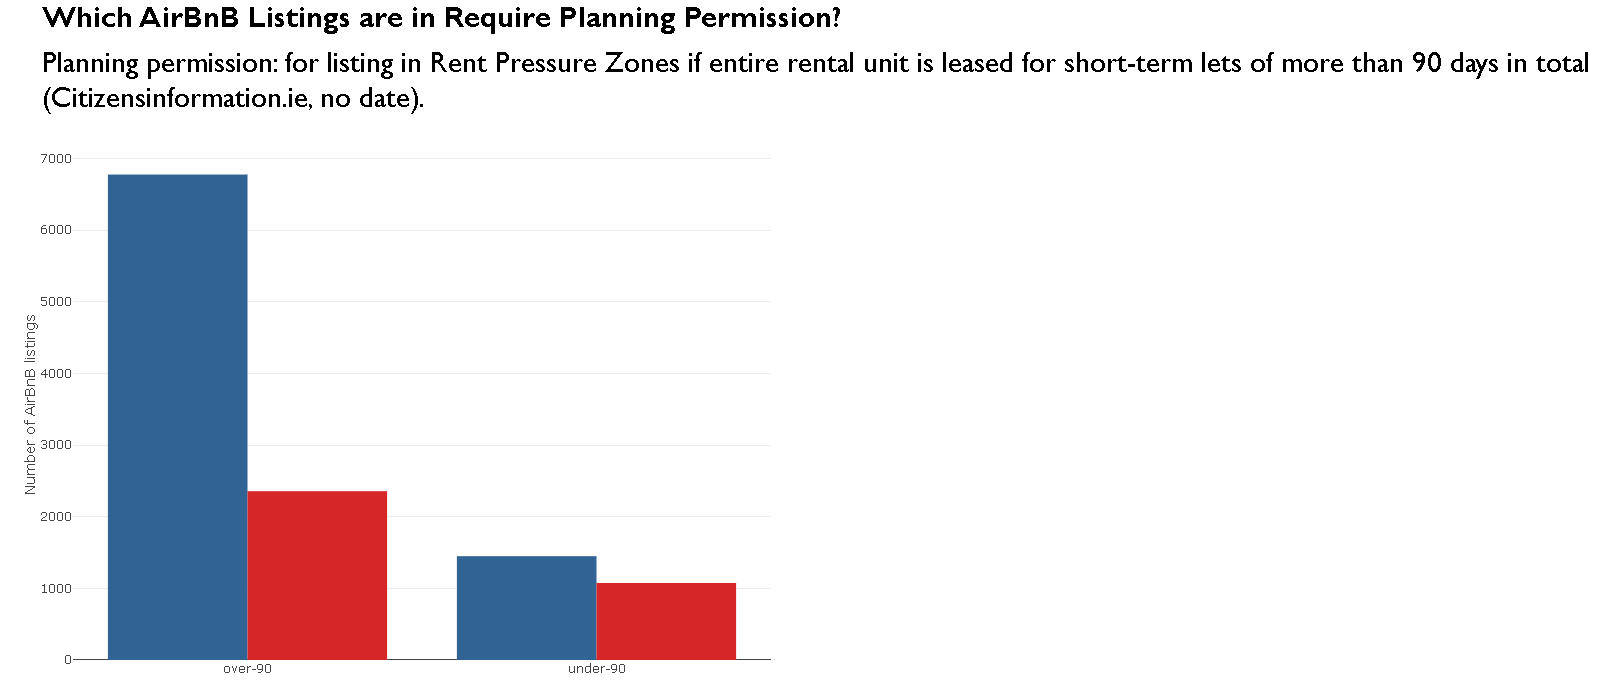 Which AirBnB Listings are in Require Planning Permission?
Planning permission: for listing in Rent Pressure Zones if entire rental unit is leased for short-term lets of more than 90 days in total
(Citizensinformation.ie, no date).
7000
6000
5000
4000
3000
2000
1000
0
Number of AirBnB listings
over-90
under-90